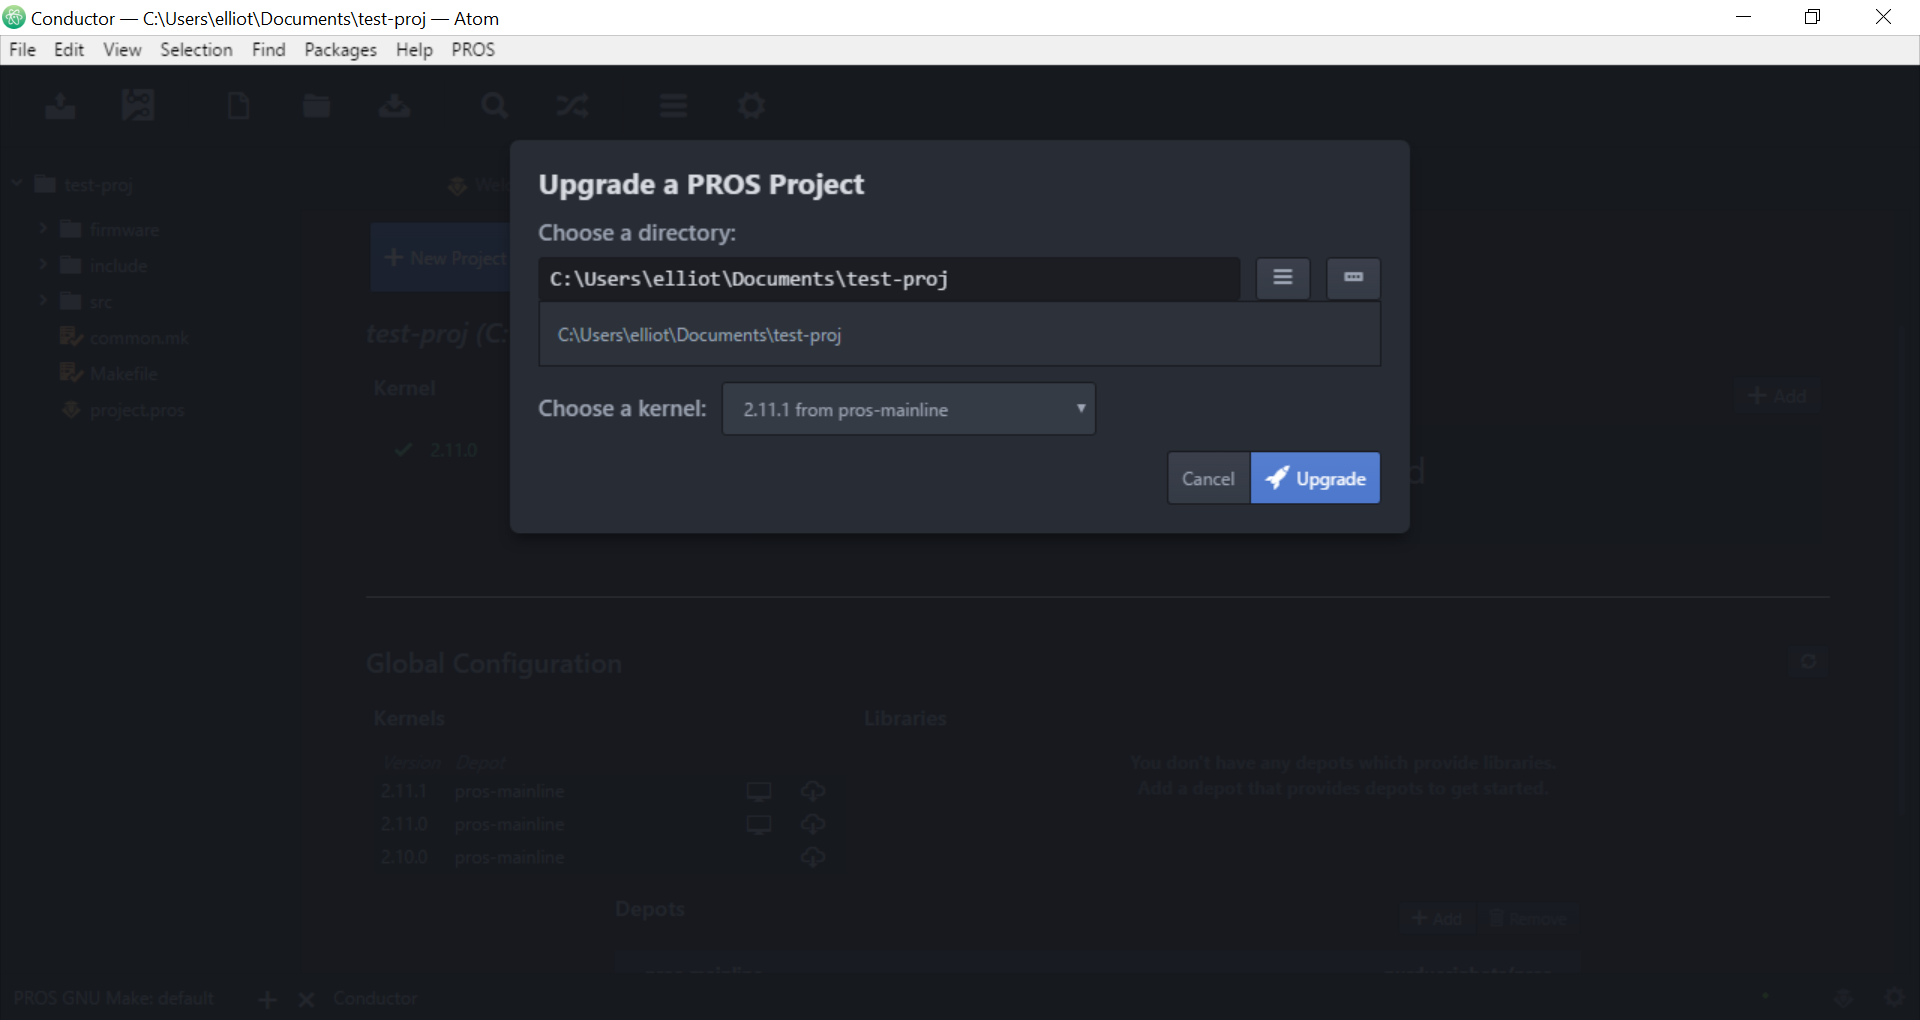 Conductor — C:\Users\elliot\Documents\test-proj — Atom
File Edit View Selection Find Packages Help PROS
test-proj
firmware
include
src
common.mk
Makefile
project.pros
New Project
test-proj (C:
Kernel
2.11.0
Add
Upgrade a PROS Project
Choose a directory:
C:\Users\elliot\Documents\test-proj
C:\Users\elliot\Documents\test-proj
Choose a kernel: 2.11.1 from pros-mainline
Cancel Upgrade
Global Configuration
Kernels
Version Depot
2.11.1 pros-mainline
2.11.0 pros-mainline
2.10.0 pros-mainline
Libraries
You don't have any depots which provide libraries.
Add a depot that provides depots to get started.
Depots
Add Remove
PROS GNU Make: default
Conductor